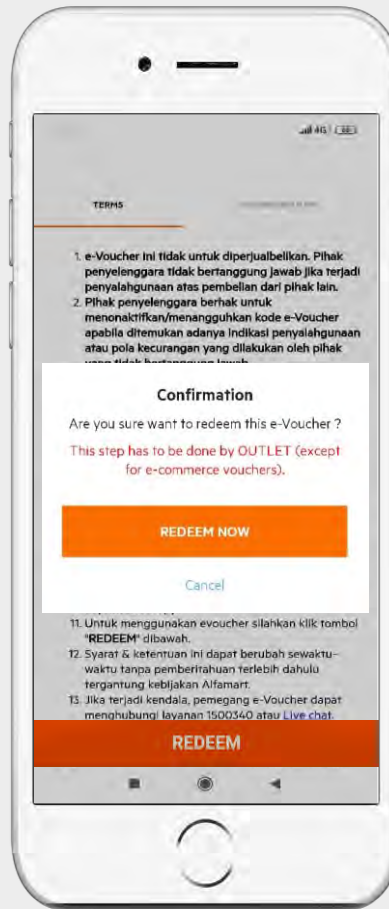 4G
TERMS
1. e-Voucher ini tidak untuk diperjualbelikan. Pihak
penyelenggara tidak bertanggung jawab jika terjadi
penyalahgunaan atas pembelian dari pihak lain.
2. Pihak penyelenggara berhak untuk
menonaktifkan/menangguhkan kode e-Voucher
apabila ditemukan adanya indikasi penyalahgunaan
atau pola kecurangan yang dilakukan oleh pihak
yang tidak bertanggung jawab.
Confirmation
Are you sure want to redeem this e-Voucher ?
This step has to be done by OUTLET (except
for e-commerce vouchers).
REDEEM NOW
Cancel
11. Untuk menggunakan evoucher silahkan klik tombol
"REDEEM" dibawah.
12. Syarat & ketentuan ini dapat berubah sewaktu-
waktu tanpa pemberitahuan terlebih dahulu
tergantung kebijakan Alfamart.
13. Jika terjadi kendala, pemegang e-Voucher dapat
menghubungi layanan 1500340 atau Live chat.
REDEEM